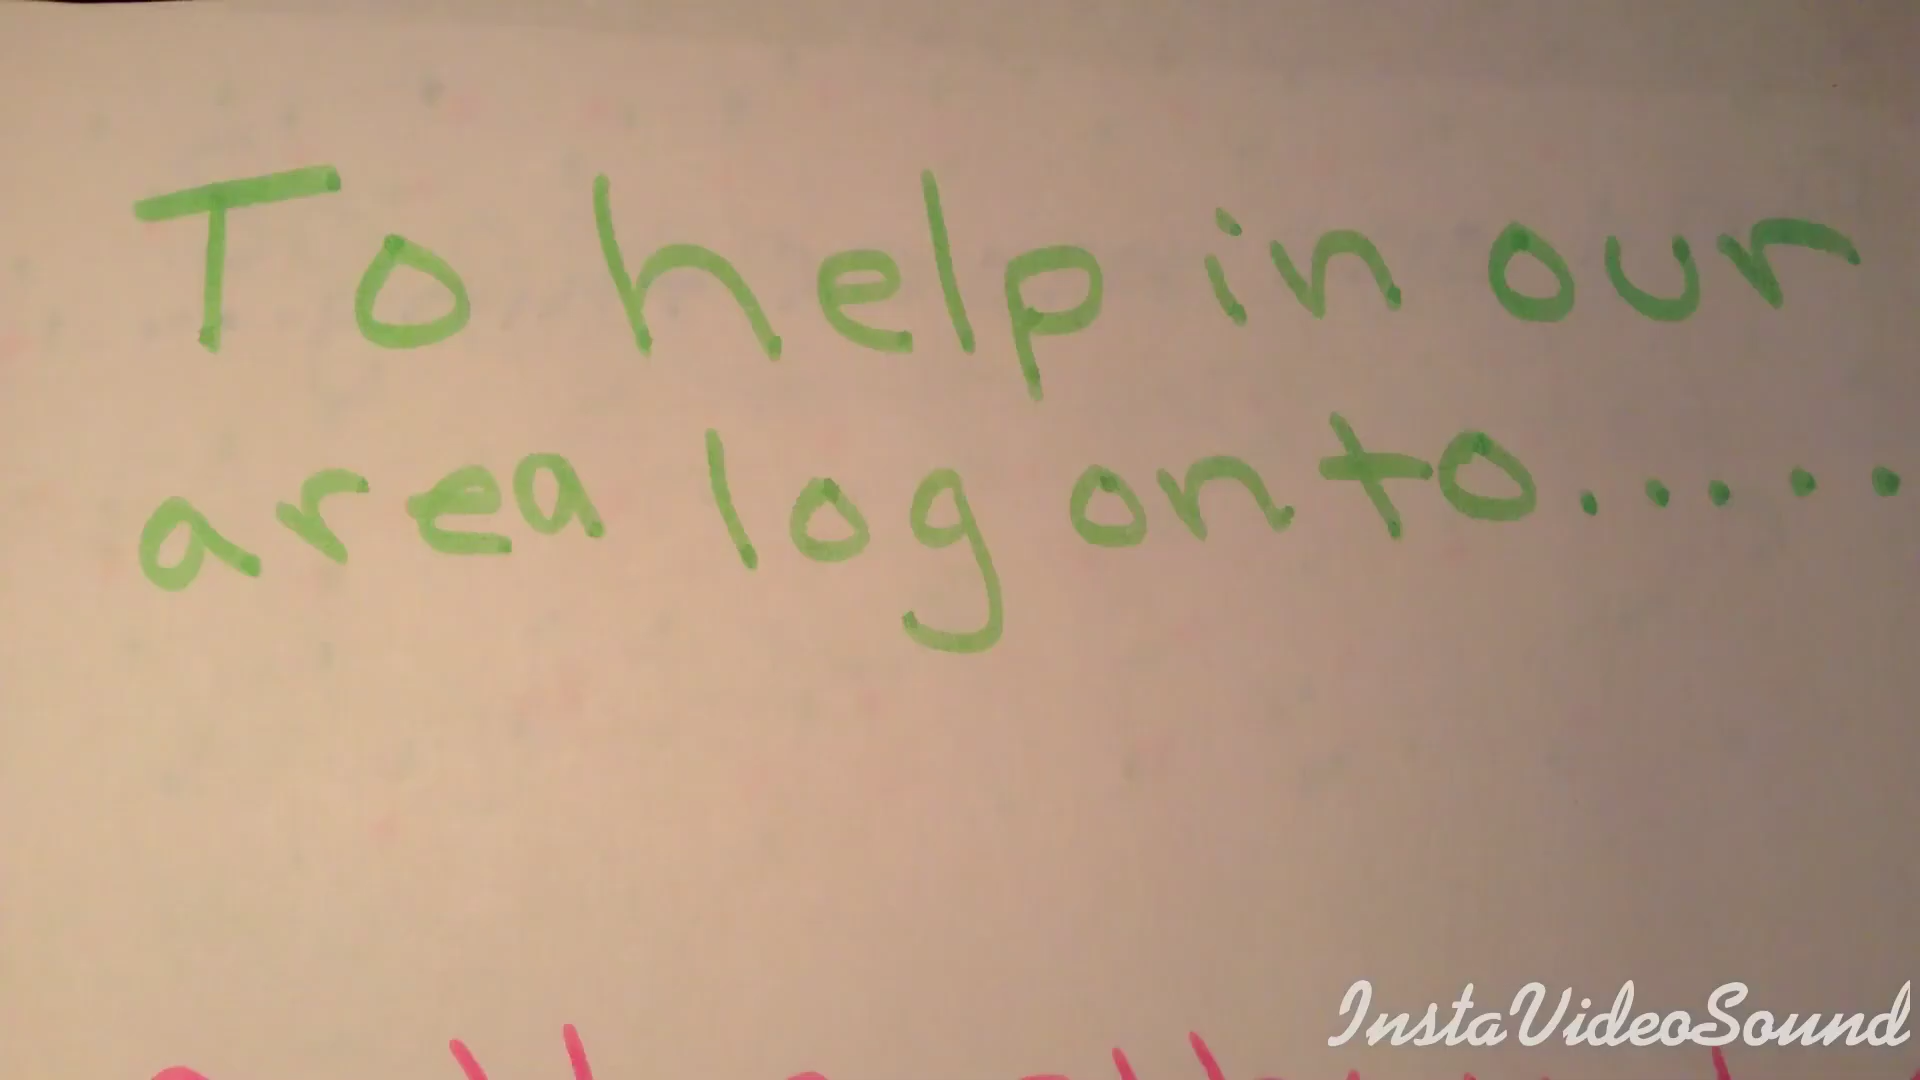 To help in our
area log onto.....
InstaVideoSound